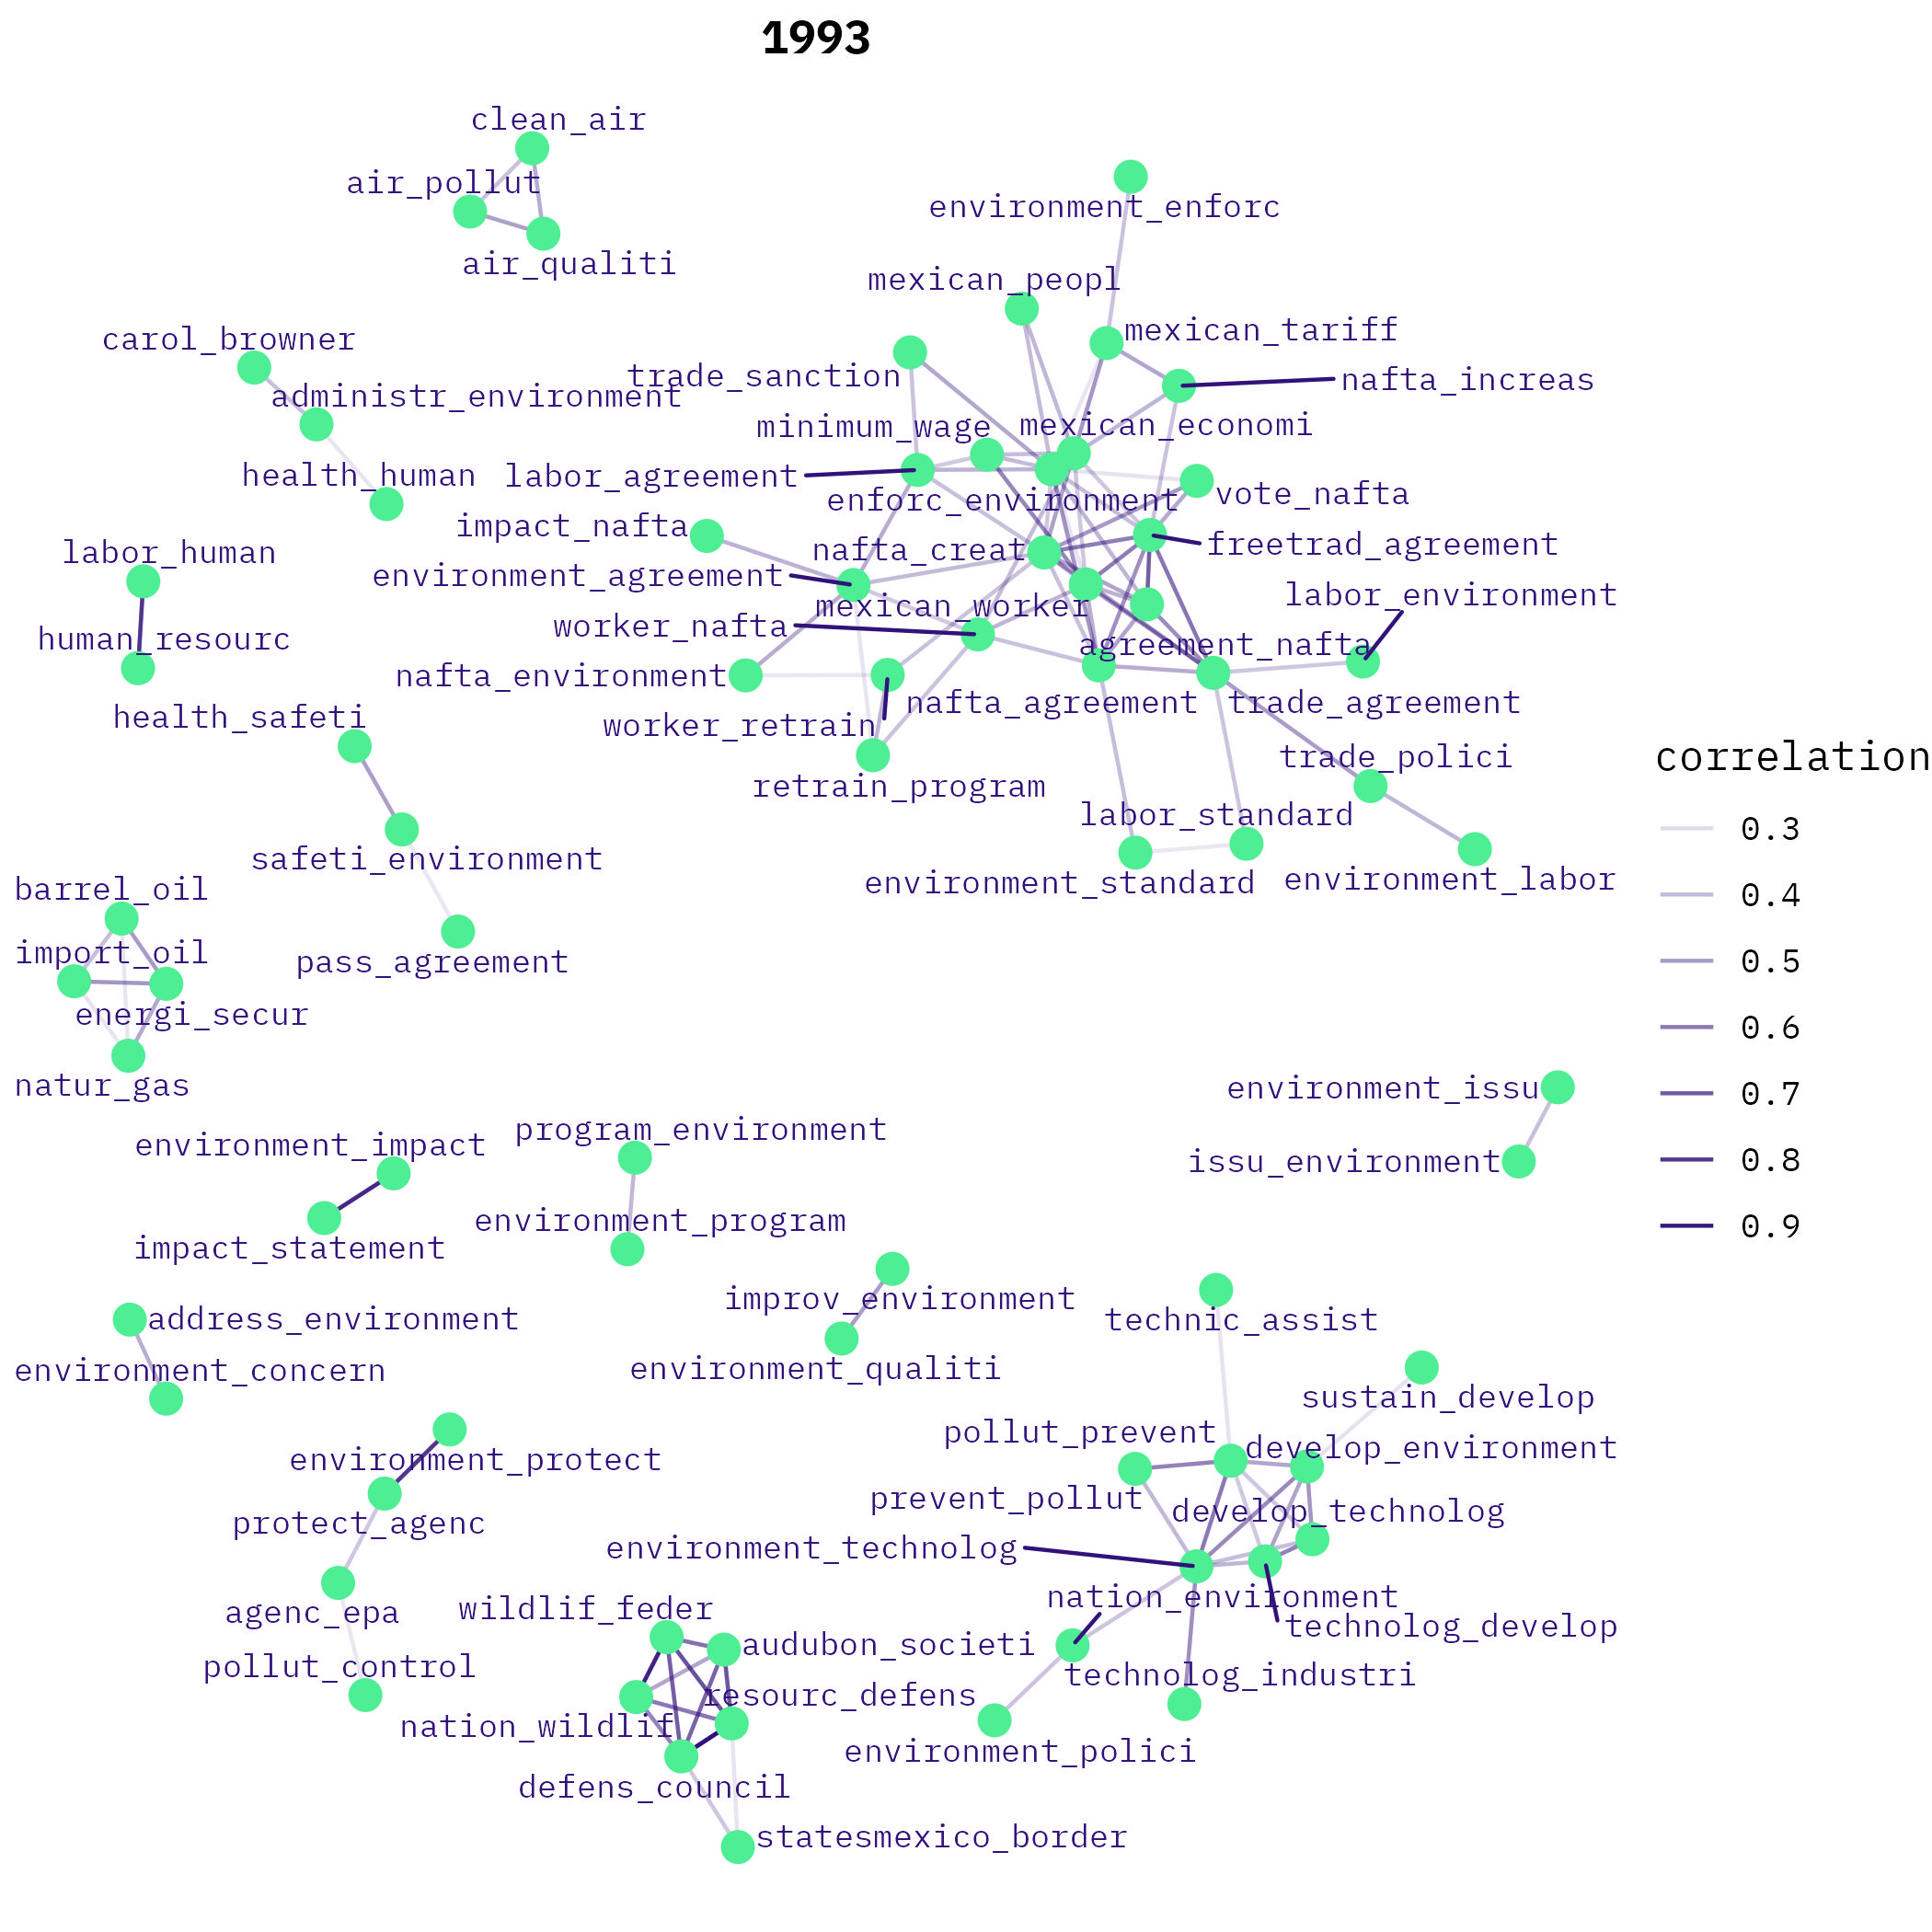 1993
clean_air
air_pollut
air_qualiti
environment_enforc
mexican_peopl
mexican_tariff
nafta_increas
carol_browner
administr_environment
health_human
trade_sanction
minimum_wage
mexican_economi
labor_agreement
enforc_environment
vote_nafta
impact_nafta
nafta_creat
freetrad_agreement
environment_agreement
mexican_worker
labor_environment
worker_nafta
agreement_nafta
nafta_environment
worker_retrain
nafta_agreement
trade_agreement
retrain_program
trade_polici
labor_standard
environment_standard
environment_labor
labor_human
human_resourc
health_safeti
safeti_environment
pass_agreement
barrel_oil
import_oil
energi_secur
natur_gas
environment_impact
impact_statement
program_environment
environment_program
environment_issu
issu_environment
improv_environment
environment_qualiti
address_environment
environment_concern
environment_protect
protect_agenc
agenc_epa
pollut_control
technic_assist
sustain_develop
pollut_prevent
develop_environment
prevent_pollut
develop_technolog
environment_technolog
nation_environment
technolog_develop
technolog_industri
environment_polici
wildlif_feder
audubon_societi
resourc_defens
nation_wildlif
defens_council
statesmexico_border
correlation
0.3
0.4
0.5
0.6
0.7
0.8
0.9